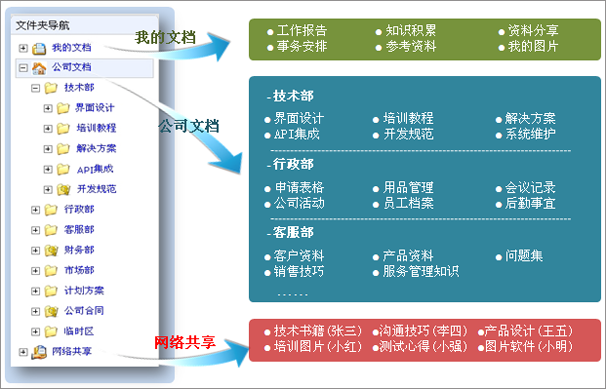 文件夹导航
我的文档
公司文档
技术部
界面设计
培训教程
解决方案
API集成
开发规范
行政部
客服部
财务部
市场部
计划方案
公司合同
临时区
网络共享
我的文档
●工作报告 ●知识积累 ●资料分享
●事务安排 ●参考资料 ●我的图片
公司文档
-技术部
●界面设计 ●培训教程 ●解决方案
●API集成 ●开发规范 ●系统维护
-行政部
●申请表格 ●用品管理 ●会议记录
●公司活动 ●员工档案 ●后勤事宜
-客服部
●客户资料 ●产品资料 ●问题集
●销售技巧 ●服务管理知识
......
网络共享
●技术书籍(张三) ●沟通技巧(李四) ●产品设计(王五)
●培训图片(小红) ●测试心得(小强) ●图片软件(小明)